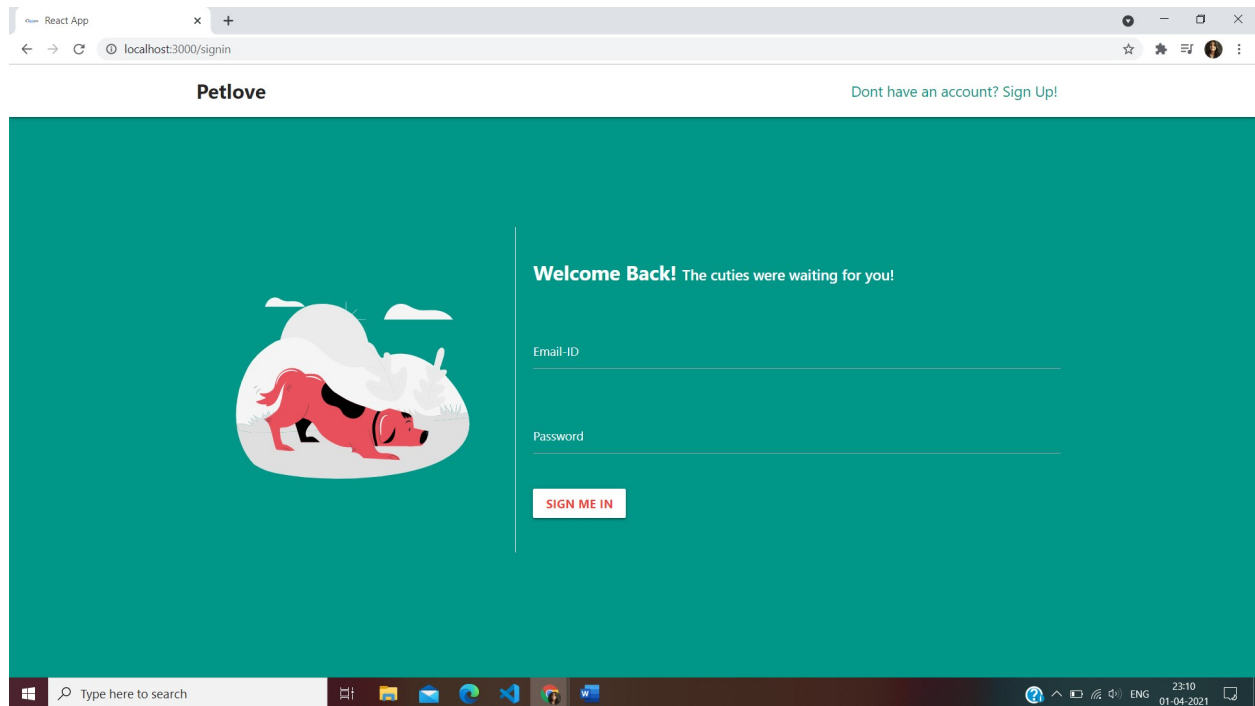 React App
localhost:3000/signin
Petlove
Dont have an account? Sign Up!
Welcome Back! The cuties were waiting for you!
Email-ID
Password
SIGN ME IN
Type here to search
ENG
23:10
01-04-2021